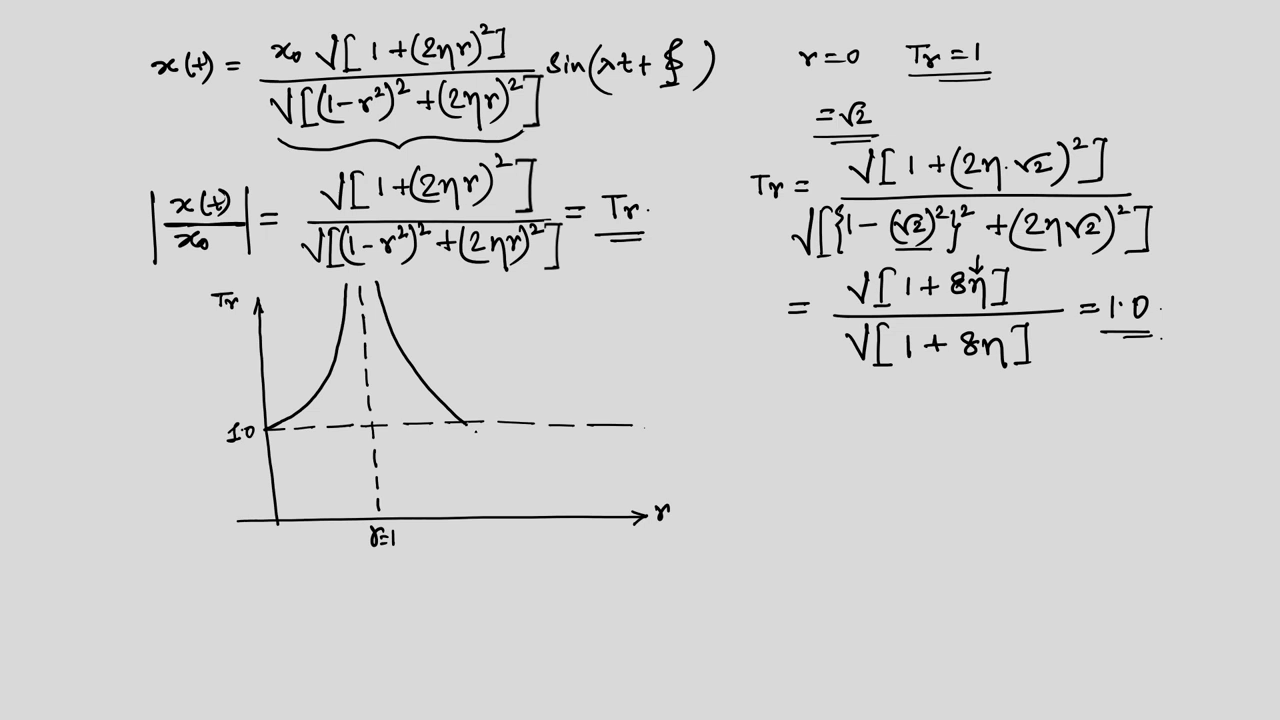 x(t) = x₀ √[1+(2ηr)²] / √[(1-r²)²+(2ηr)²] sin(λt + ∮)
|x(t)/x₀| = √[1+(2ηr)²] / √[(1-r²)²+(2ηr)²] = Tr.
Tr
1.0
r=1
r
r=0 Tr=1
=√2
Tr = √[1+(2η.√2)²] / √[{1-(√2)²}²+(2η√2)²]
= √[1+8η] / √[1+8η] = 1.0